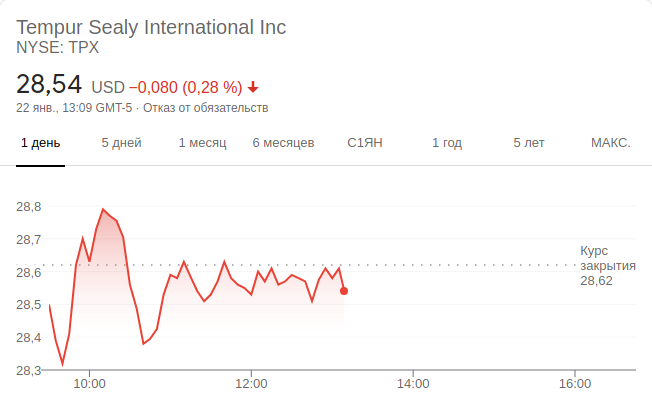 Tempur Sealy International Inc
NYSE: TPX
28,54 USD −0,080 (0,28 %)
22 янв., 13:09 GMT-5 · Отказ от обязательств
1 день 5 дней 1 месяц 6 месяцев С1ЯН 1 год 5 лет МАКС.
28,8
28,7
28,6
28,5
28,4
28,3
Курс
закрытия
28,62
10:00 12:00 14:00 16:00